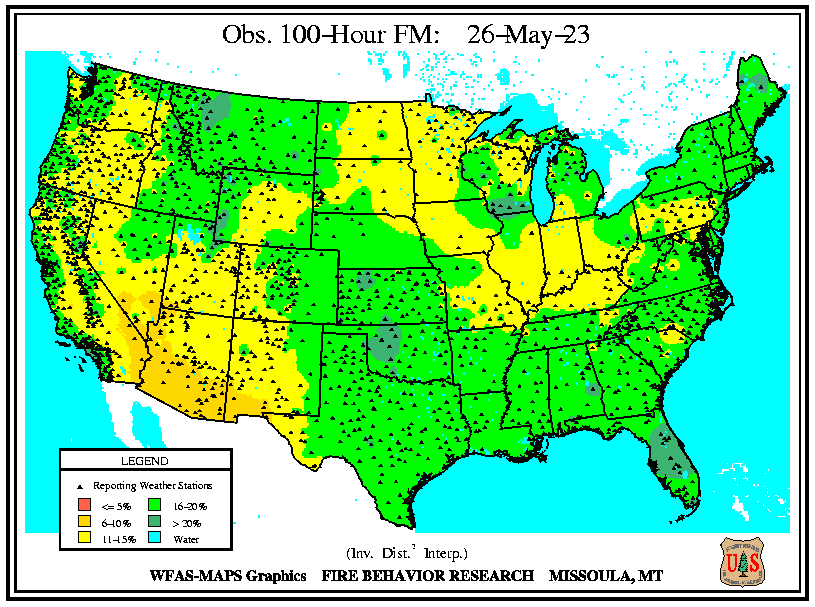 Obs. 100-Hour FM: 26-May-23
LEGEND
Reporting Weather Stations
<= 5% 16-20%
6-10% > 20%
11-15% Water
(Inv. Dist.² Interp.)
WFAS-MAPS Graphics FIRE BEHAVIOR RESEARCH MISSOULA, MT
U S